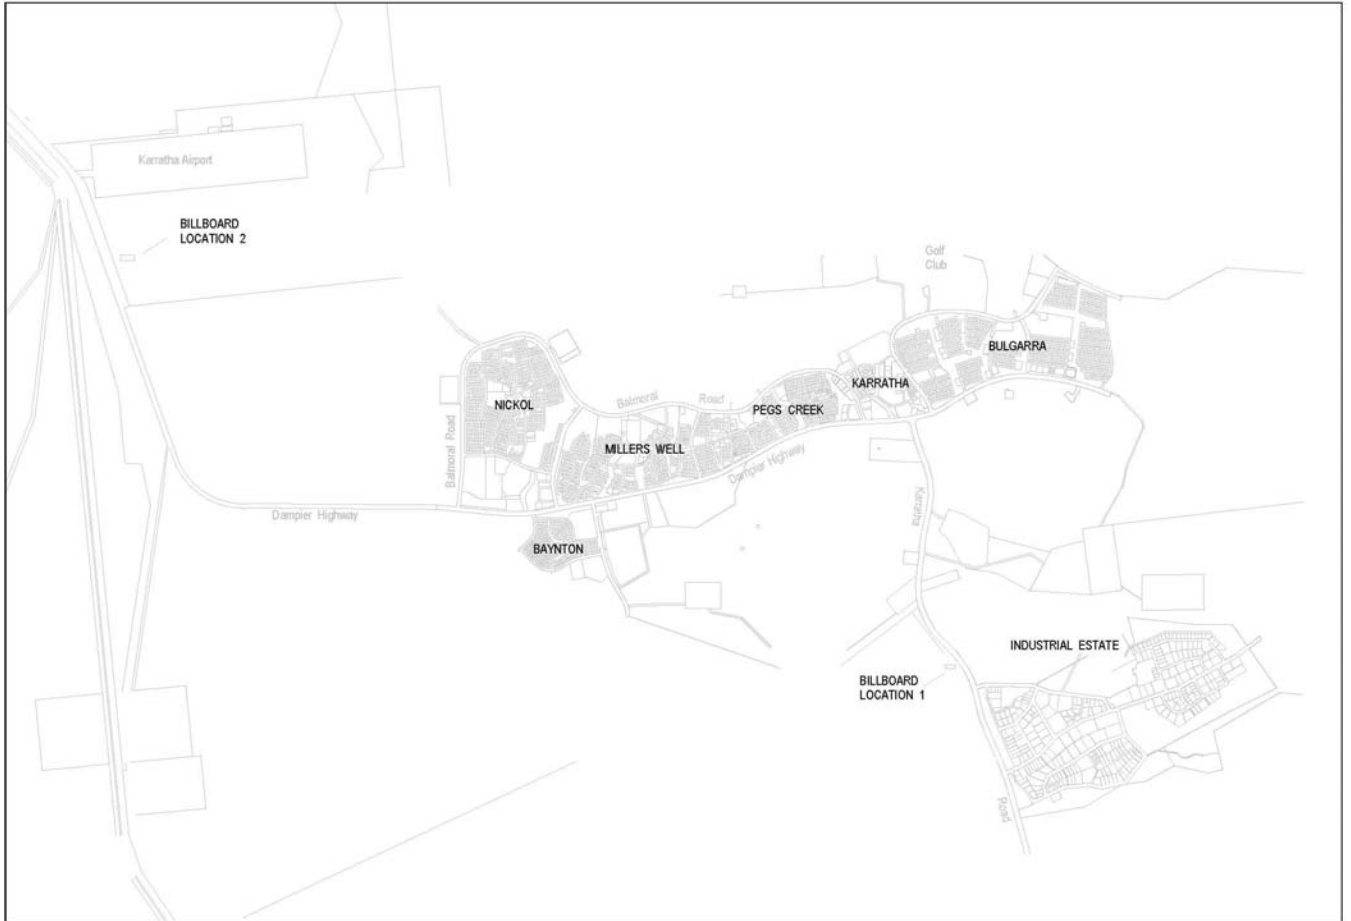 Karratha Airport
BILLBOARD
LOCATION 2
Golf
Club
BULGARRA
KARRATHA
NICKOL
Balmoral
Road
PEGS CREEK
Balmoral Road
MILLERS WELL
Dampier Highway
Karratha
Dampier Highway
BAYNTON
INDUSTRIAL ESTATE
BILLBOARD
LOCATION 1
Road